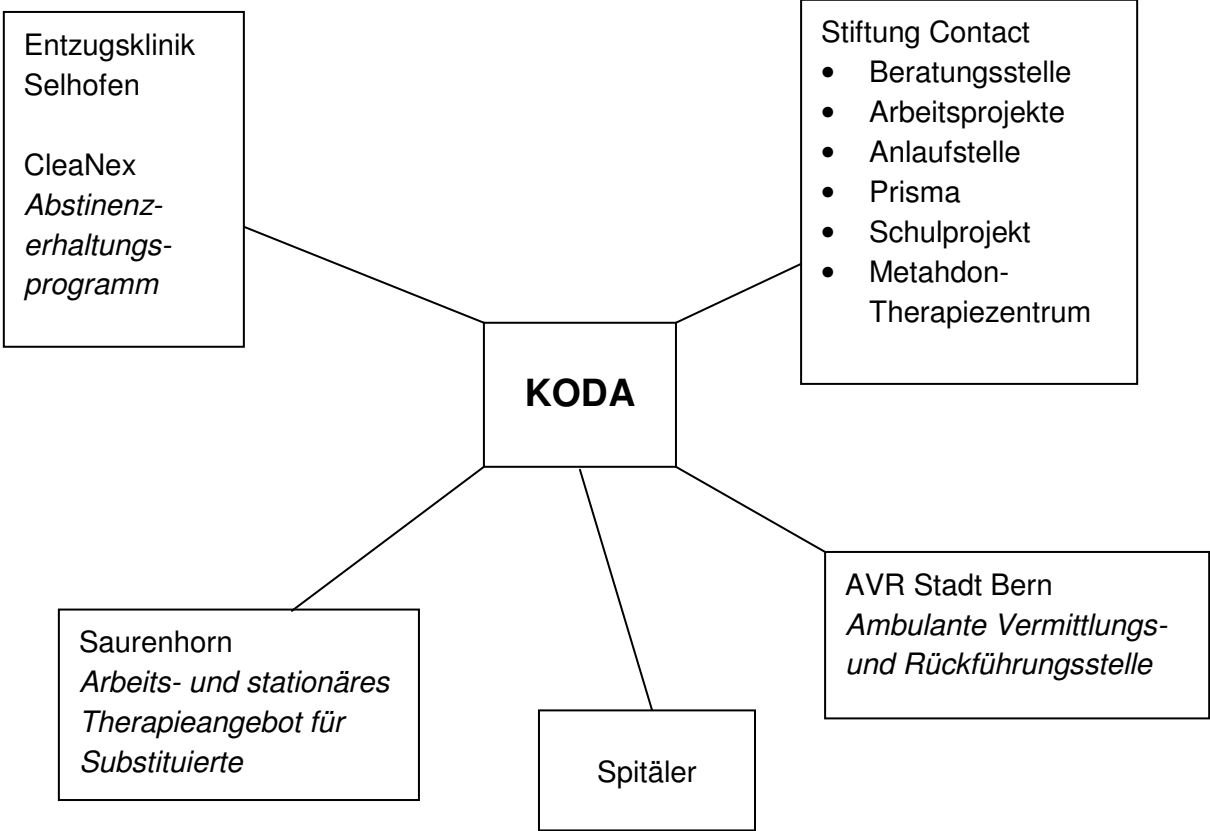 Entzugsklinik
Selhofen
CleaNex
Abstinenz-
erhaltungs-
programm
Stiftung Contact
• Beratungsstelle
• Arbeitsprojekte
• Anlaufstelle
• Prisma
• Schulprojekt
• Metahdon-
Therapiezentrum
KODA
Saurenhorn
Arbeits- und stationäres
Therapieangebot für
Substituierte
Spitäler
AVR Stadt Bern
Ambulante Vermittlungs-
und Rückführungsstelle